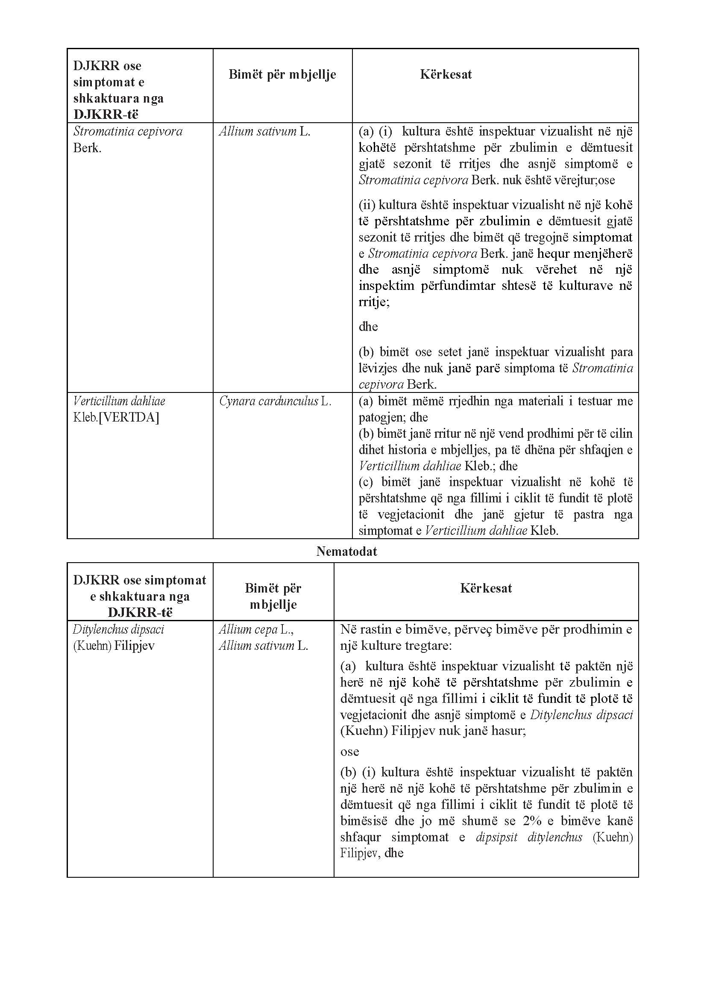 DJKRR ose
simptomat e
shkaktuara nga
DJKRR-të
Bimët për mbjellje
Kërkesat
Stromatinia cepivora
Berk.
Allium sativum L.
(a) (i) kultura është inspektuar vizualisht në një
kohëtë përshtatshme për zbulimin e dëmtuesit
gjatë sezonit të rritjes dhe asnjë simptomë e
Stromatinia cepivora Berk. nuk është vërejtur;ose
(ii) kultura është inspektuar vizualisht në një kohë
të përshtatshme për zbulimin e dëmtuesit gjatë
sezonit të rritjes dhe bimët që tregojnë simptomat
e Stromatinia cepivora Berk. janë hequr menjëherë
dhe asnjë simptomë nuk vërehet në një
inspektim përfundimtar shtesë të kulturave në
rritje;
dhe
(b) bimët ose setet janë inspektuar vizualisht para
lëvizjes dhe nuk janë parë simptoma të Stromatinia
cepivora Berk.
Verticillium dahliae
Kleb.[VERTDA]
Cynara cardunculus L.
(a) bimët mëmë rrjedhin nga materiali i testuar me
patogjen; dhe
(b) bimët janë rritur në një vend prodhimi për të cilin
dihet historia e mbjelljes, pa të dhëna për shfaqjen e
Verticillium dahliae Kleb.; dhe
(c) bimët janë inspektuar vizualisht në kohë të
përshtatshme që nga fillimi i ciklit të fundit të plotë
të vegjetacionit dhe janë gjetur të pastra nga
simptomat e Verticillium dahliae Kleb.
Nematodat
DJKRR ose simptomat
e shkaktuara nga
DJKRR-të
Bimët për
mbjellje
Kërkesat
Ditylenchus dipsaci
(Kuehn) Filipjev
Allium cepa L.,
Allium sativum L.
Në rastin e bimëve, përveç bimëve për prodhimin e
një kulture tregtare:
(a) kultura është inspektuar vizualisht të paktën një
herë në një kohë të përshtatshme për zbulimin e
dëmtuesit që nga fillimi i ciklit të fundit të plotë të
vegjetacionit dhe asnjë simptomë e Ditylenchus dipsaci
(Kuehn) Filipjev nuk janë hasur;
ose
(b) (i) kultura është inspektuar vizualisht të paktën
një herë në një kohë të përshtatshme për zbulimin e
dëmtuesit që nga fillimi i ciklit të fundit të plotë të
bimësisë dhe jo më shumë se 2% e bimëve kanë
shfaqur simptomat e dipsipsit ditylenchus (Kuehn)
Filipjev, dhe